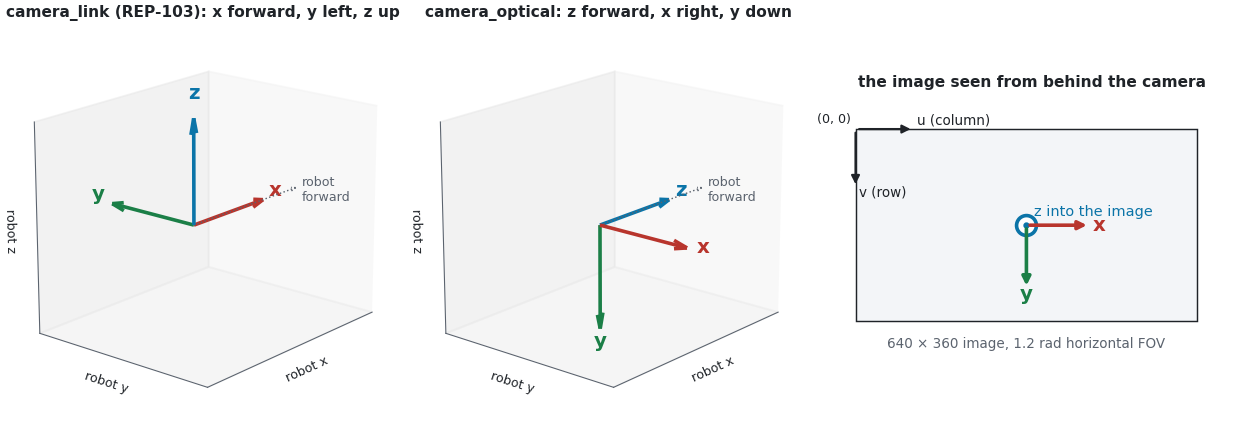 camera_link (REP-103): x forward, y left, z up
z
y
x
robot
forward
robot z
robot y
robot x
camera_optical: z forward, x right, y down
z
robot
forward
x
y
robot z
robot y
robot x
the image seen from behind the camera
(0, 0)
u (column)
v (row)
z into the image
x
y
640 × 360 image, 1.2 rad horizontal FOV